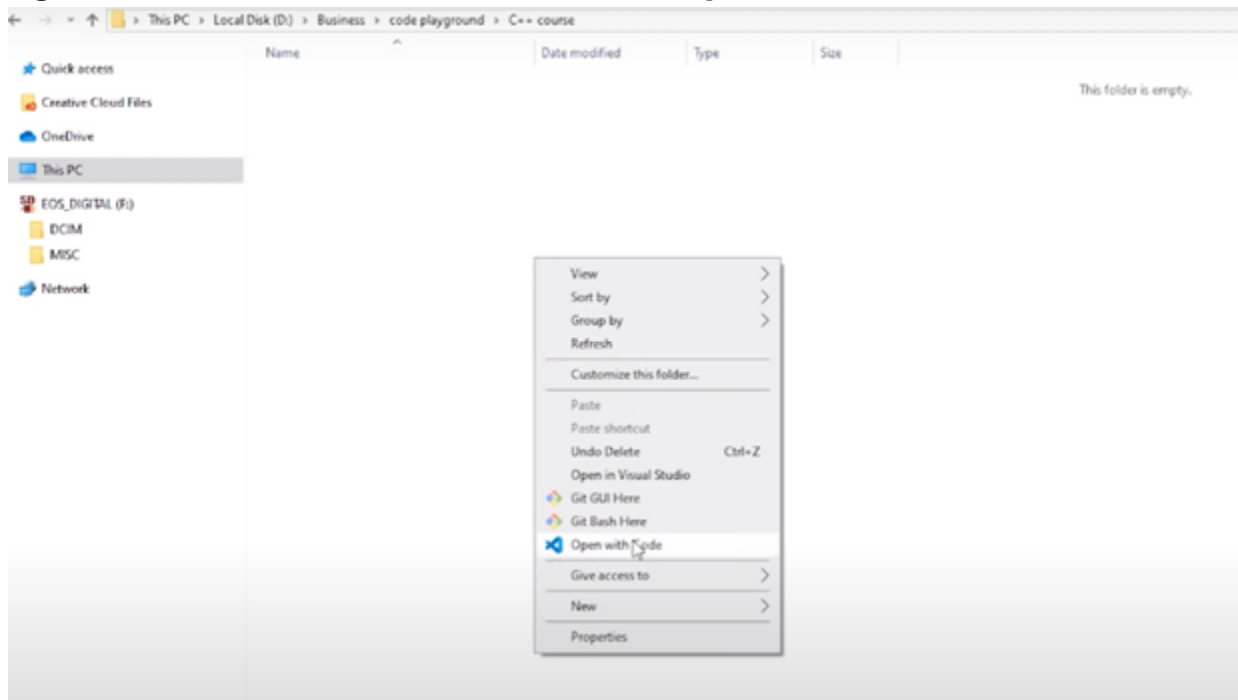 This PC > Local Disk (D:) > Business > code playground > C++ course
Name
Date modified
Type
Size
This folder is empty.
Quick access
Creative Cloud Files
OneDrive
This PC
EOS_DIGITAL (F:)
DCIM
MISC
Network
View
Sort by
Group by
Refresh
Customize this folder...
Paste
Paste shortcut
Undo Delete Ctrl+Z
Open in Visual Studio
Git GUI Here
Git Bash Here
Open with Code
Give access to
New
Properties